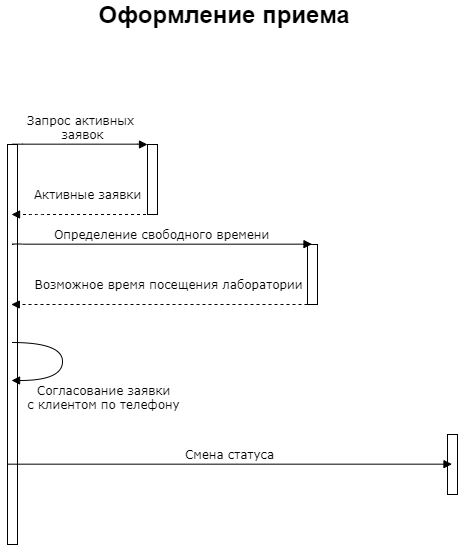 Оформление приема
Запрос активных
заявок
Активные заявки
Определение свободного времени
Возможное время посещения лаборатории
Согласование заявки
с клиентом по телефону
Смена статуса